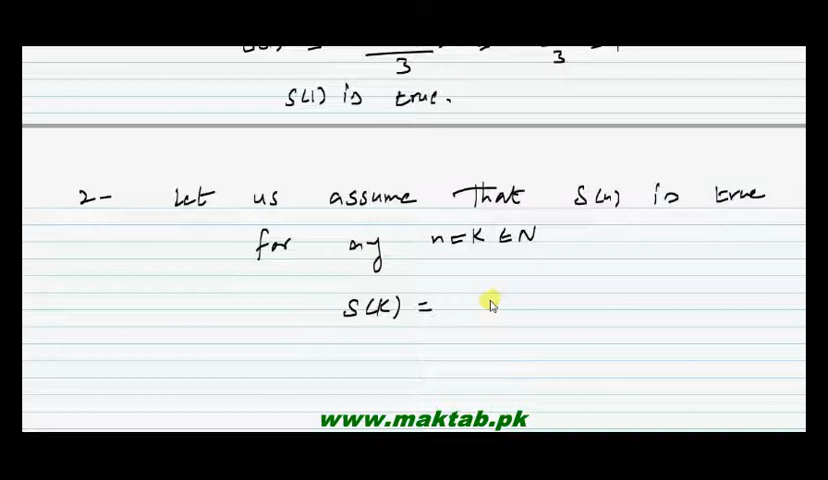 3 3
S(1) is true.
2- Let us assume that S(n) is true
for any n=K ∈N
S(K) =
www.maktab.pk